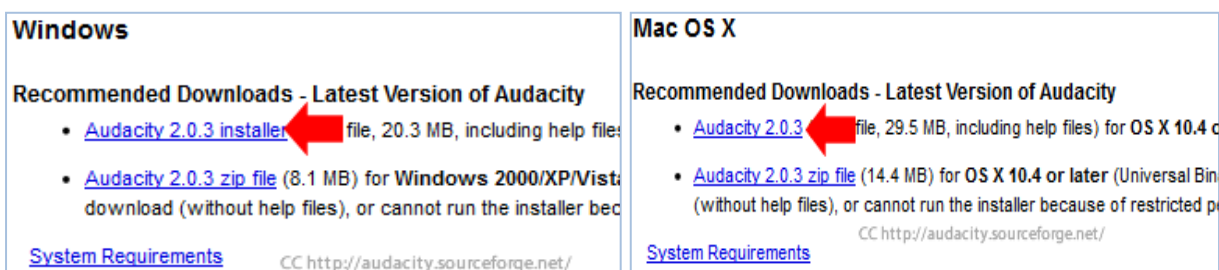 Windows
Recommended Downloads - Latest Version of Audacity
• Audacity 2.0.3 installer file, 20.3 MB, including help files
• Audacity 2.0.3 zip file (8.1 MB) for Windows 2000/XP/Vista
download (without help files), or cannot run the installer bec
System Requirements
CC http://audacity.sourceforge.net/
Mac OS X
Recommended Downloads - Latest Version of Audacity
• Audacity 2.0.3 file, 29.5 MB, including help files) for OS X 10.4 o
• Audacity 2.0.3 zip file (14.4 MB) for OS X 10.4 or later (Universal Bin
(without help files), or cannot run the installer because of restricted p
CC http://audacity.sourceforge.net/
System Requirements